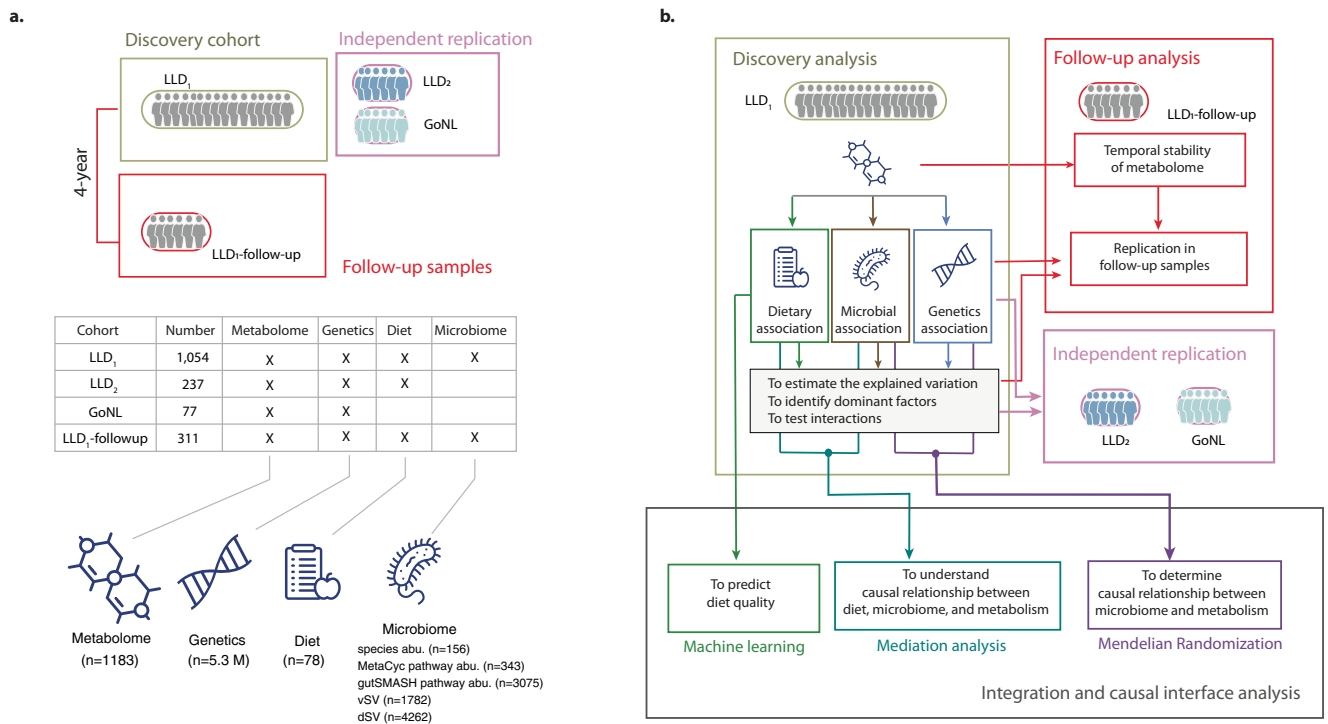 a.
Discovery cohort
Independent replication
LLD1
LLD2
GoNL
4-year
LLD1-follow-up
Follow-up samples
Cohort Number Metabolome Genetics Diet Microbiome
LLD1 1,054 X X X X
LLD2 237 X X X
GoNL 77 X X
LLD1-followup 311 X X X X
Metabolome
(n=1183)
Genetics
(n=5.3 M)
Diet
(n=78)
Microbiome
species abu. (n=156)
MetaCyc pathway abu. (n=343)
gutSMASH pathway abu. (n=3075)
vSV (n=1782)
dSV (n=4262)
b.
Discovery analysis
LLD1
Follow-up analysis
LLD1-follow-up
Temporal stability
of metabolome
Replication in
follow-up samples
Dietary
association
Microbial
association
Genetics
association
To estimate the explained variation
To identify dominant factors
To test interactions
Independent replication
LLD2
GoNL
To predict
diet quality
Machine learning
To understand
causal relationship between
diet, microbiome, and metabolism
Mediation analysis
To determine
causal relationship between
microbiome and metabolism
Mendelian Randomization
Integration and causal interface analysis